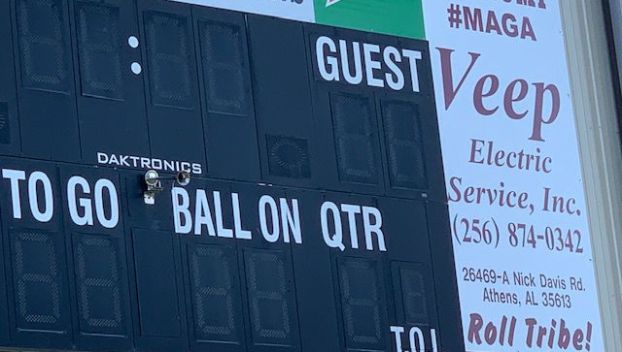 #MAGA
GUEST
Veep
Electric
Service, Inc.
(256) 874-0342
26469-A Nick Davis Rd.
Athens, AL 35613
Roll Tribe!
DAKTRONICS
TO GO BALL ON QTR
T.O.L